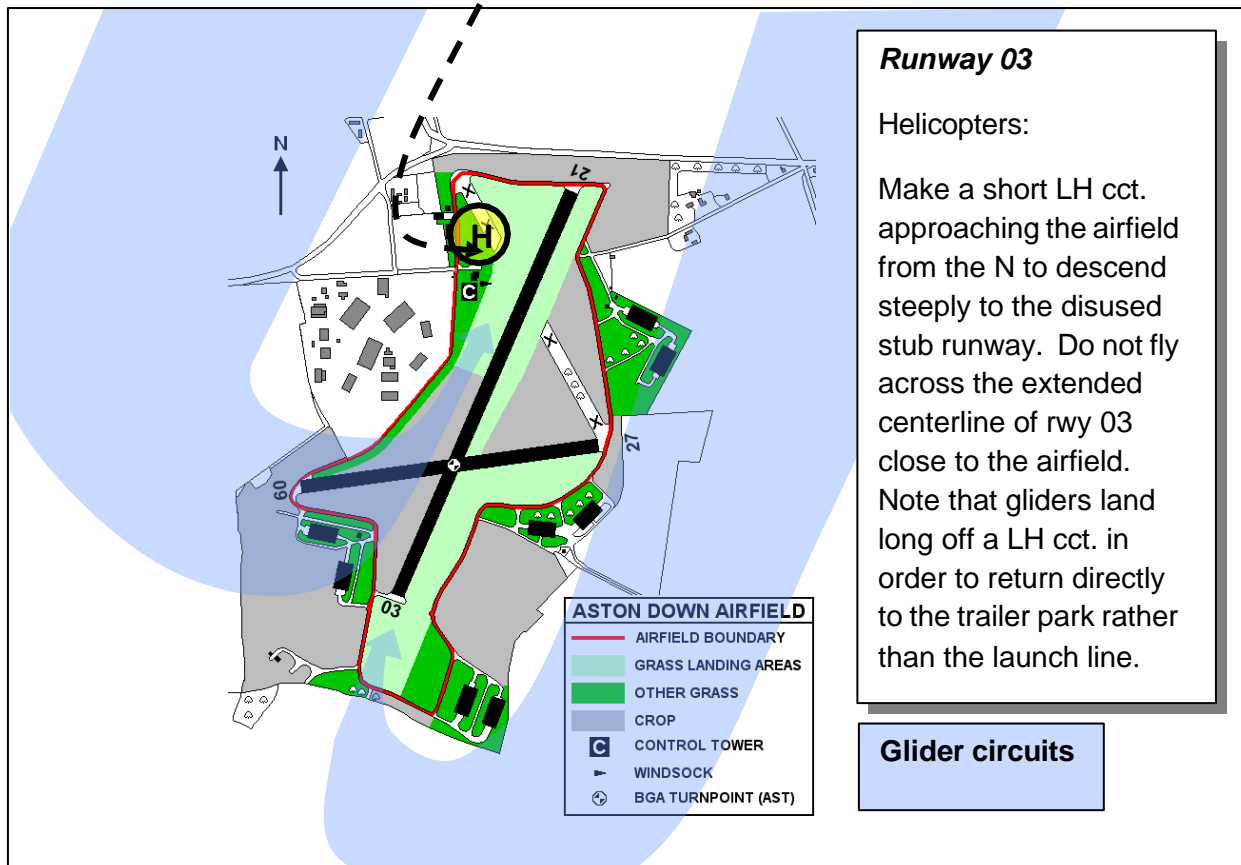 N
21
H
C
09
27
03
Runway 03
Helicopters:
Make a short LH cct.
approaching the airfield
from the N to descend
steeply to the disused
stub runway. Do not fly
across the extended
centerline of rwy 03
close to the airfield.
Note that gliders land
long off a LH cct. in
order to return directly
to the trailer park rather
than the launch line.
Glider circuits
ASTON DOWN AIRFIELD
AIRFIELD BOUNDARY
GRASS LANDING AREAS
OTHER GRASS
CROP
C CONTROL TOWER
WINDSOCK
BGA TURNPOINT (AST)